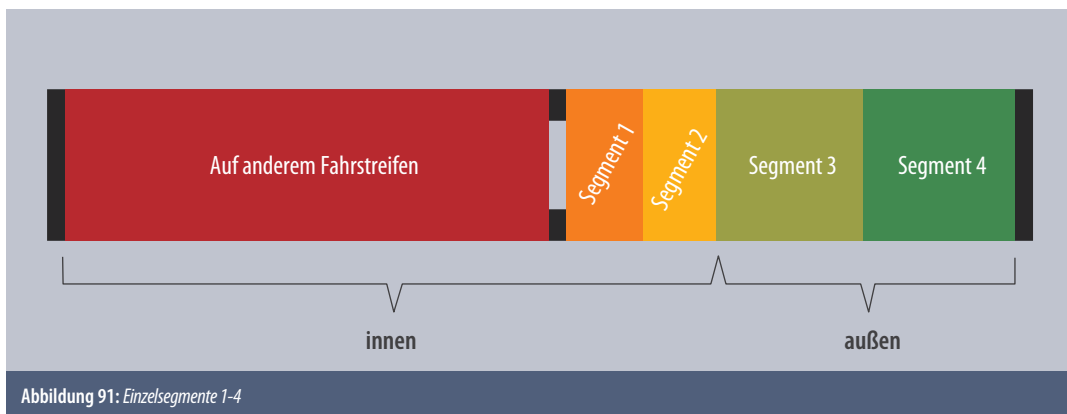 Auf anderem Fahrstreifen
Segment 1
Segment 2
Segment 3
Segment 4
innen
außen
Abbildung 91: Einzelsegmente 1-4